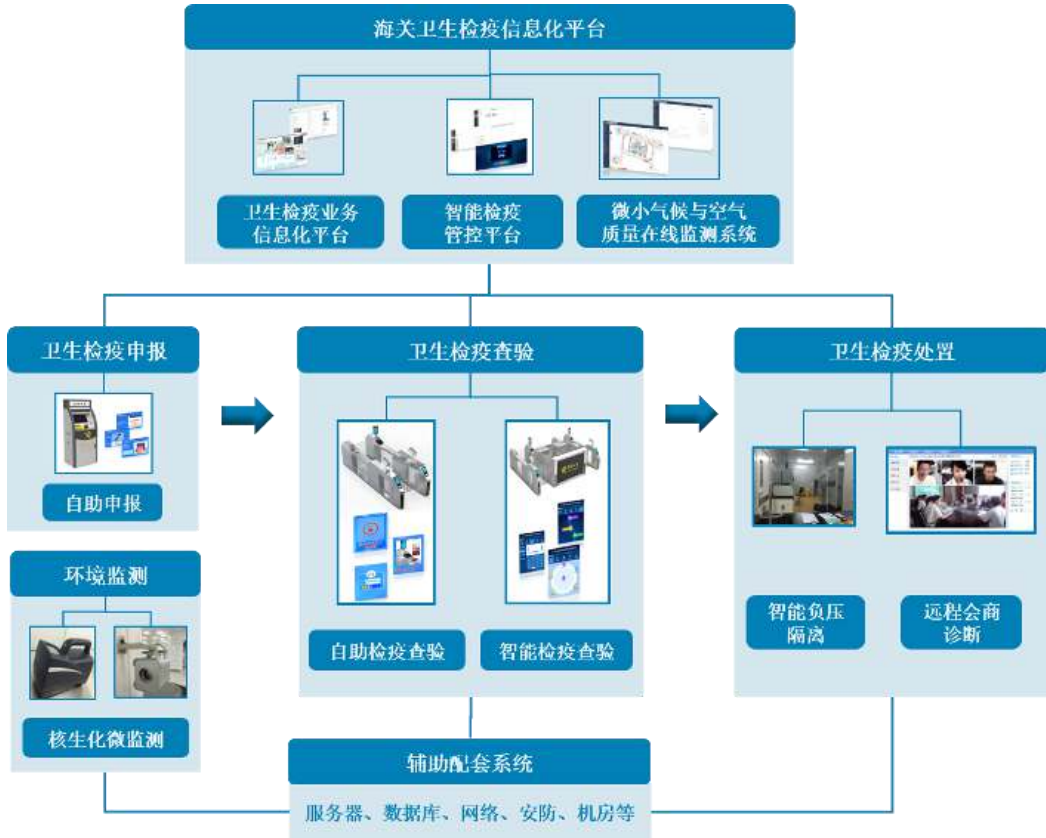 海关卫生检疫信息化平台
卫生检疫业务
信息化平台
智能检疫
管控平台
微小气候与空气
质量在线监测系统
卫生检疫申报
自助申报
卫生检疫查验
自助检疫查验
智能检疫查验
卫生检疫处置
智能负压
隔离
远程会商
诊断
环境监测
核生化微监测
辅助配套系统
服务器、数据库、网络、安防、机房等